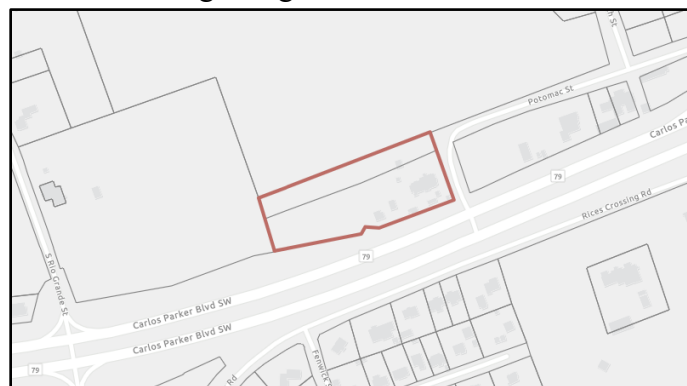 Potomac St
Carlos Pa
79
79
Rices Crossing Rd
S Rio Grande St
Carlos Parker Blvd SW
Carlos Parker Blvd SW
79
Rd
Fenwick